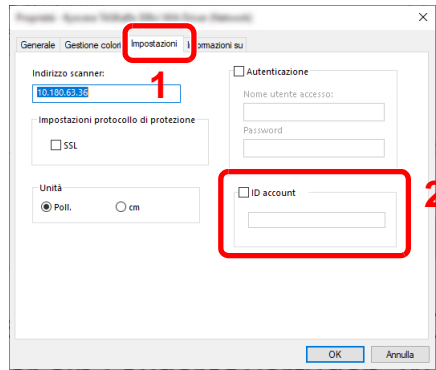 Generale Gestione colori Impostazioni
mazioni su
Indirizzo scanner:
10.180.63.36
1
Autenticazione
Nome utente accesso:
Impostazioni protocollo di protezione
SSL
Password
Unità
Poll. cm
ID account
2
OK Annulla